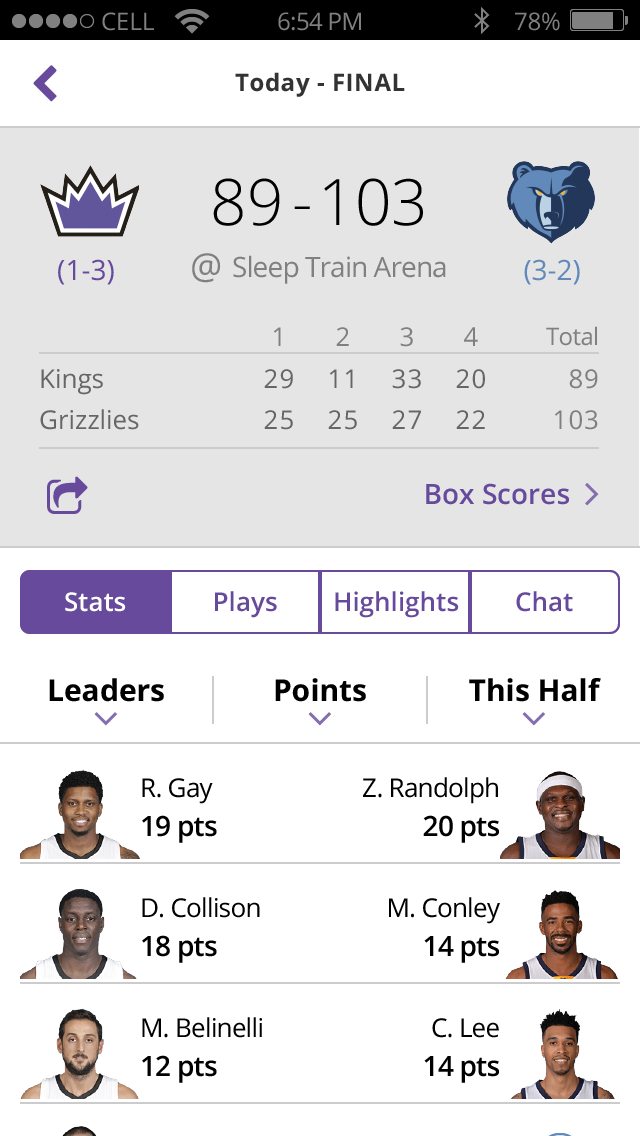 CELL 6:54 PM 78%
Today - FINAL
89 - 103
@ Sleep Train Arena
(1-3) (3-2)
1 2 3 4 Total
Kings 29 11 33 20 89
Grizzlies 25 25 27 22 103
Box Scores
Stats Plays Highlights Chat
Leaders Points This Half
R. Gay Z. Randolph
19 pts 20 pts
D. Collison M. Conley
18 pts 14 pts
M. Belinelli C. Lee
12 pts 14 pts